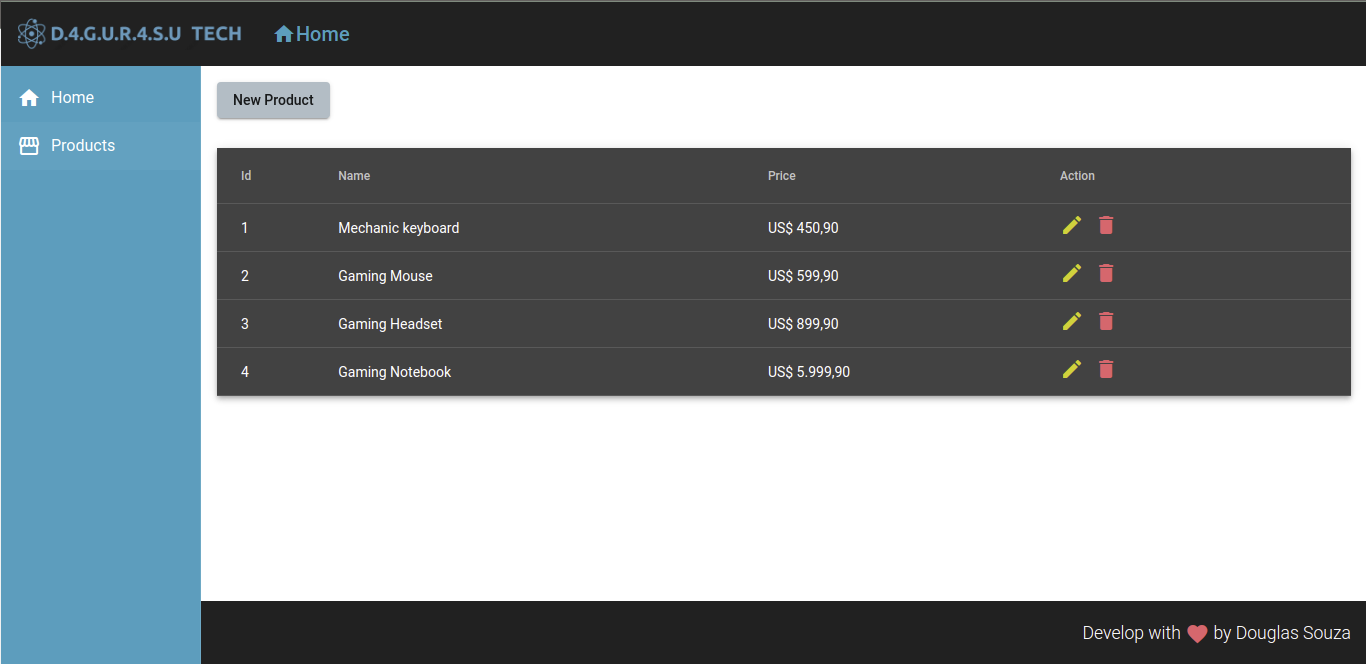 D.4.G.U.R.4.S.U TECH Home
Home
Products
New Product
Id Name Price Action
1 Mechanic keyboard US$ 450,90
2 Gaming Mouse US$ 599,90
3 Gaming Headset US$ 899,90
4 Gaming Notebook US$ 5.999,90
Develop with by Douglas Souza